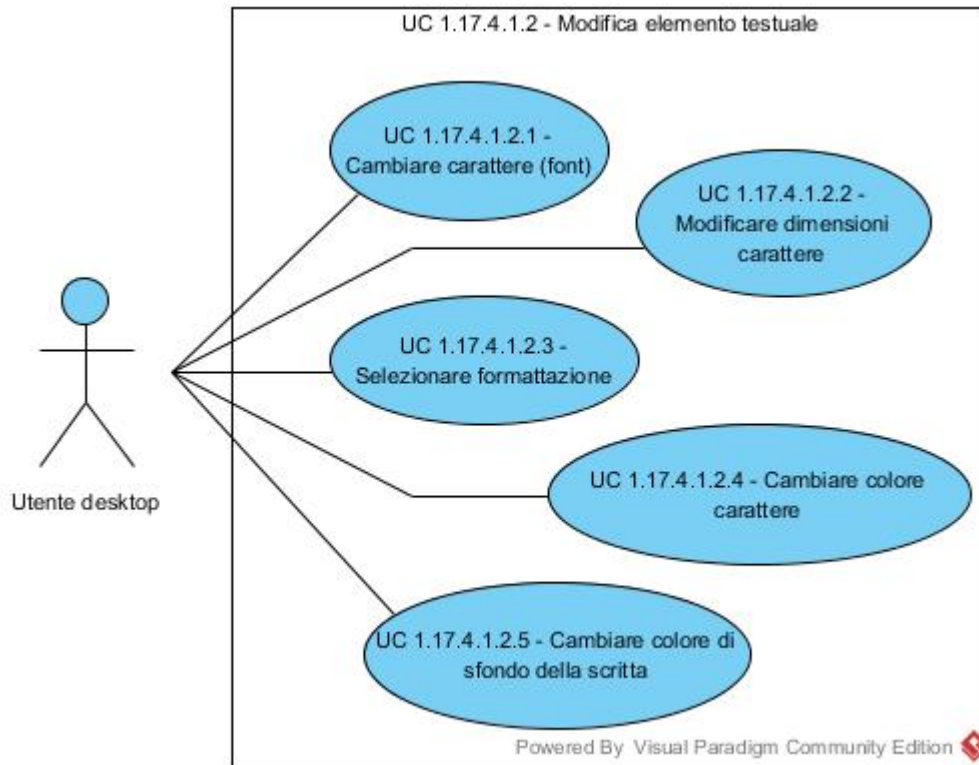 UC 1.17.4.1.2 - Modifica elemento testuale
UC 1.17.4.1.2.1 -
Cambiare carattere (font)
UC 1.17.4.1.2.2 -
Modificare dimensioni
carattere
UC 1.17.4.1.2.3 -
Selezionare formattazione
UC 1.17.4.1.2.4 - Cambiare colore
carattere
Utente desktop
UC 1.17.4.1.2.5 - Cambiare colore di
sfondo della scritta
Powered By Visual Paradigm Community Edition